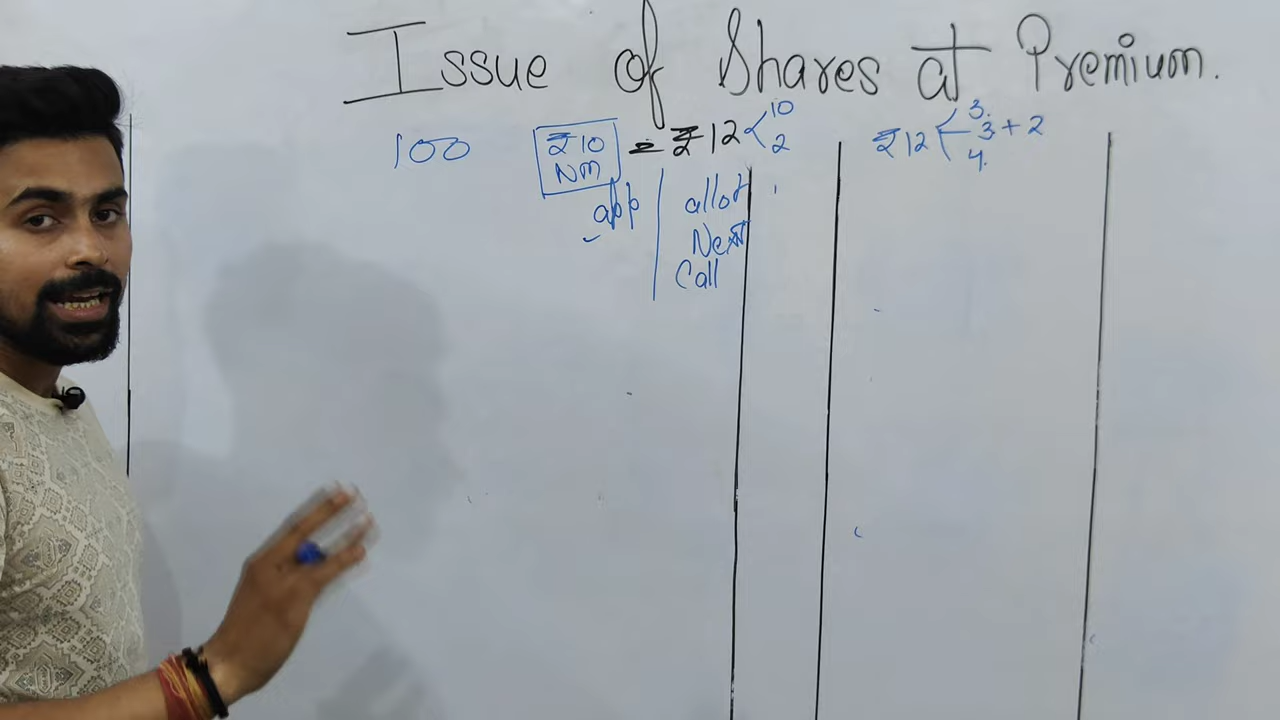 Issue of Shares at Premium.
100 ₹10 = ₹12 < 10
2
NM
₹12 < 3.
3 + 2
4.
app allot
Next
Call